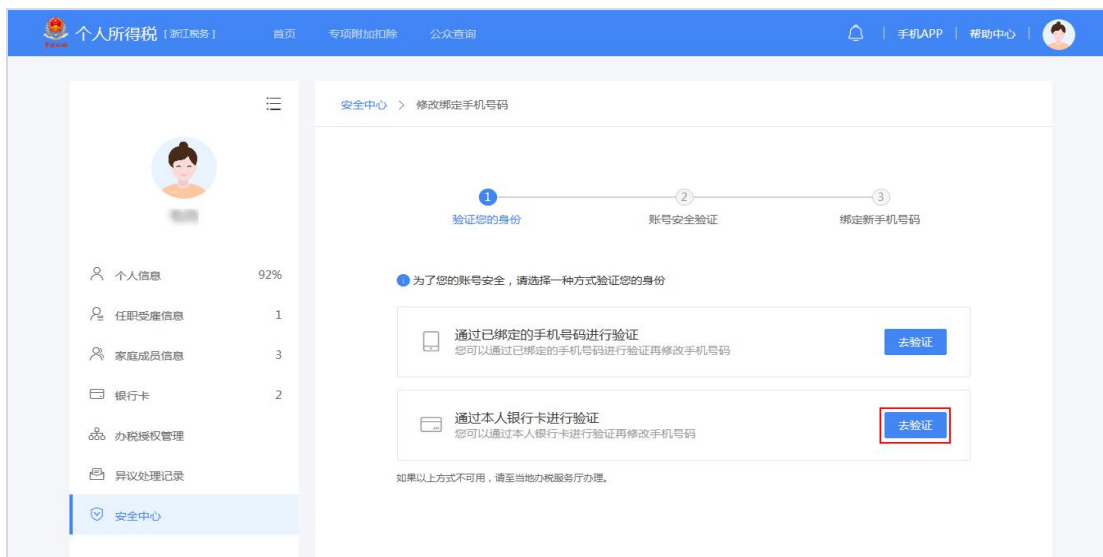 个人所得税 [ 浙江税务 ] 首页 专项附加扣除 公众查询 手机APP 帮助中心
安全中心 > 修改绑定手机号码
1 2 3
验证您的身份 账号安全验证 绑定新手机号码
个人信息 92%
为了您的账号安全，请选择一种方式验证您的身份
任职受雇信息 1
家庭成员信息 3
银行卡 2
办税授权管理
异议处理记录
安全中心
通过已绑定的手机号码进行验证
您可以通过已绑定的手机号码进行验证再修改手机号码
去验证
通过本人银行卡进行验证
您可以通过本人银行卡进行验证再修改手机号码
去验证
如果以上方式不可用，请至当地办税服务厅办理。